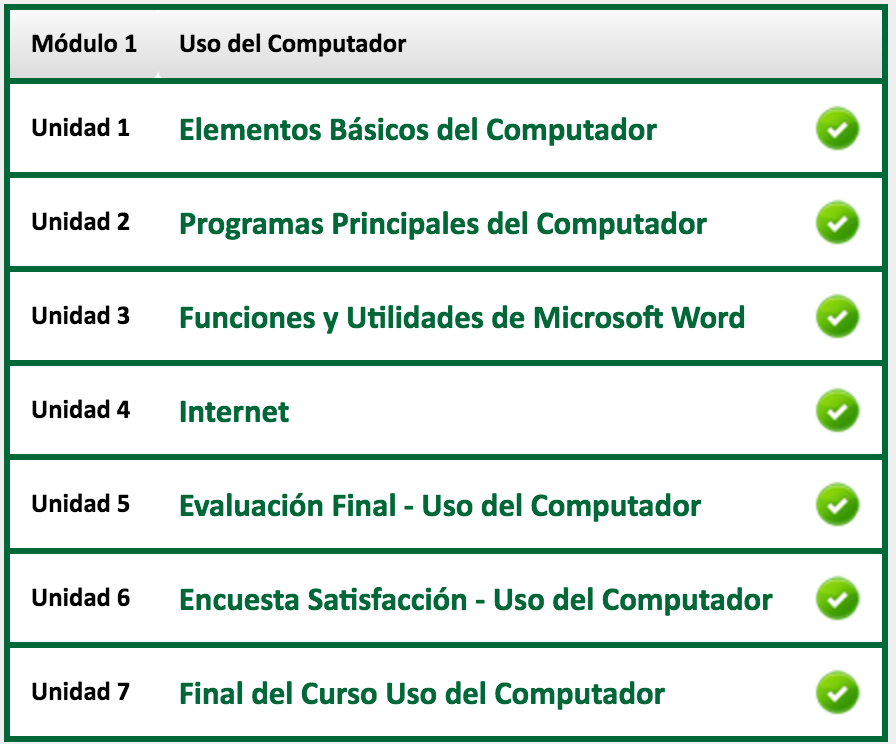 Módulo 1 Uso del Computador
Unidad 1 Elementos Básicos del Computador
Unidad 2 Programas Principales del Computador
Unidad 3 Funciones y Utilidades de Microsoft Word
Unidad 4 Internet
Unidad 5 Evaluación Final - Uso del Computador
Unidad 6 Encuesta Satisfacción - Uso del Computador
Unidad 7 Final del Curso Uso del Computador